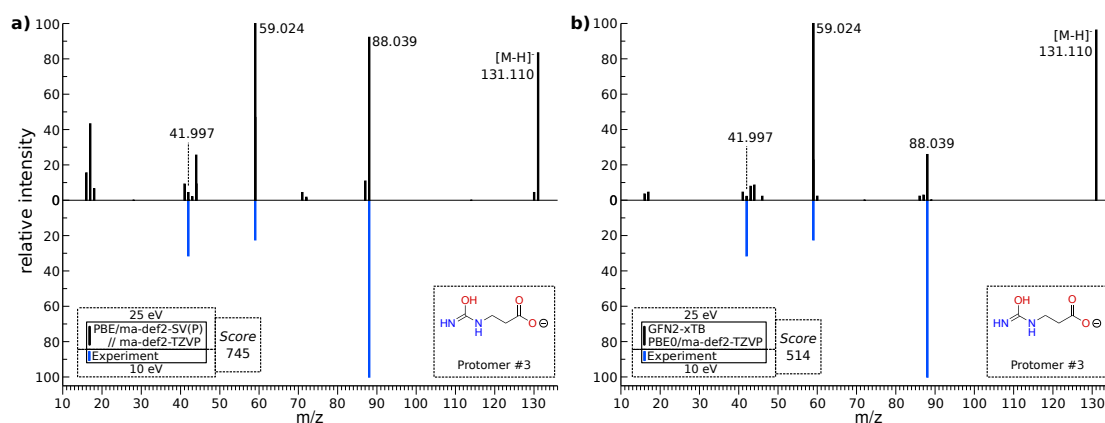 a)
relative intensity
100
80
60
40
20
0
20
40
60
80
100
10 20 30 40 50 60 70 80 90 100 110 120 130
m/z
59.024
88.039
[M-H]-
131.110
41.997
25 eV
PBE/ma-def2-SV(P)
// ma-def2-TZVP
Experiment
10 eV
Score
745
OH
O
HN
N
H
O⊖
Protomer #3
b)
100
80
60
40
20
0
20
40
60
80
100
10 20 30 40 50 60 70 80 90 100 110 120 130
m/z
59.024
88.039
[M-H]-
131.110
41.997
25 eV
GFN2-xTB
PBE0/ma-def2-TZVP
Experiment
10 eV
Score
514
OH
O
HN
N
H
O⊖
Protomer #3